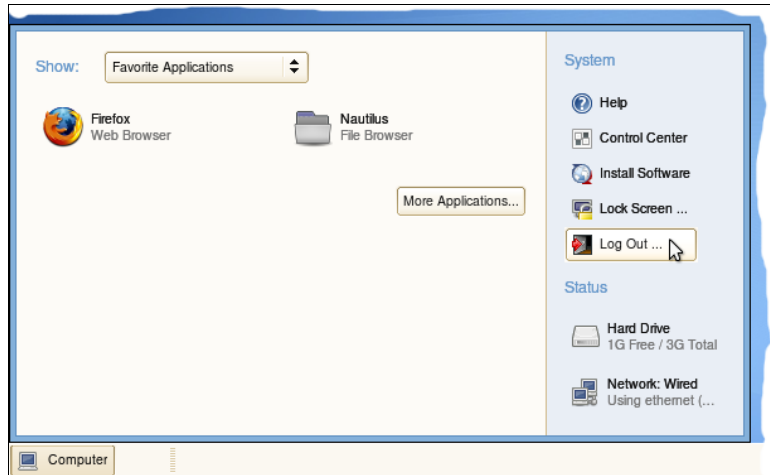 Show:
Favorite Applications
Firefox
Web Browser
Nautilus
File Browser
More Applications...
System
Help
Control Center
Install Software
Lock Screen ...
Log Out ...
Status
Hard Drive
1G Free / 3G Total
Network: Wired
Using ethernet (...
Computer